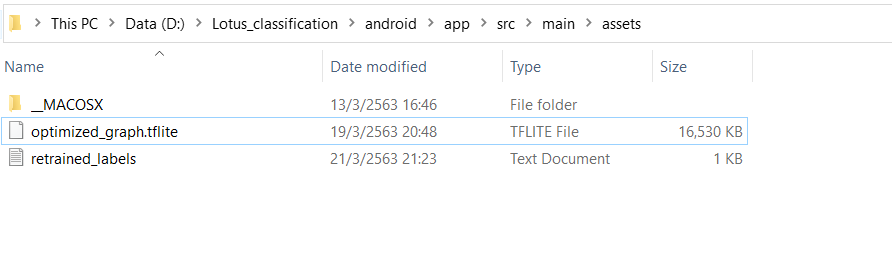 This PC > Data (D:) > Lotus_classification > android > app > src > main > assets
Name Date modified Type Size
__MACOSX 13/3/2563 16:46 File folder
optimized_graph.tflite 19/3/2563 20:48 TFLITE File 16,530 KB
retrained_labels 21/3/2563 21:23 Text Document 1 KB